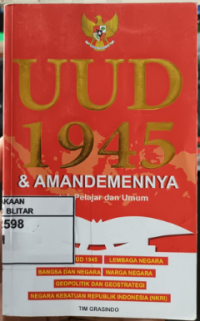 UUD
1945
& AMANDEMENNYA
Pelajar dan Umum
AKAAN
BLITAR
2598
UUD 1945 LEMBAGA NEGARA
BANGSA DAN NEGARA WARGA NEGARA
GEOPOLITIK DAN GEOSTRATEGI
NEGARA KESATUAN REPUBLIK INDONESIA (NKRI)
TIM GRASINDO